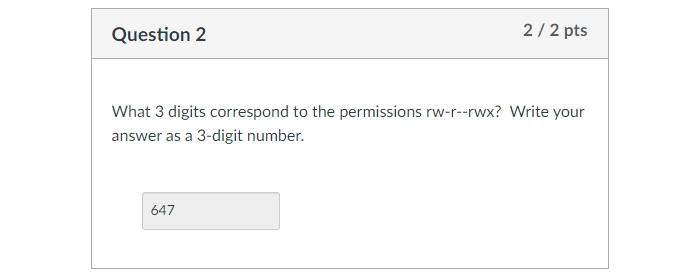 Question 2
2 / 2 pts
What 3 digits correspond to the permissions rw-r--rwx? Write your
answer as a 3-digit number.
647